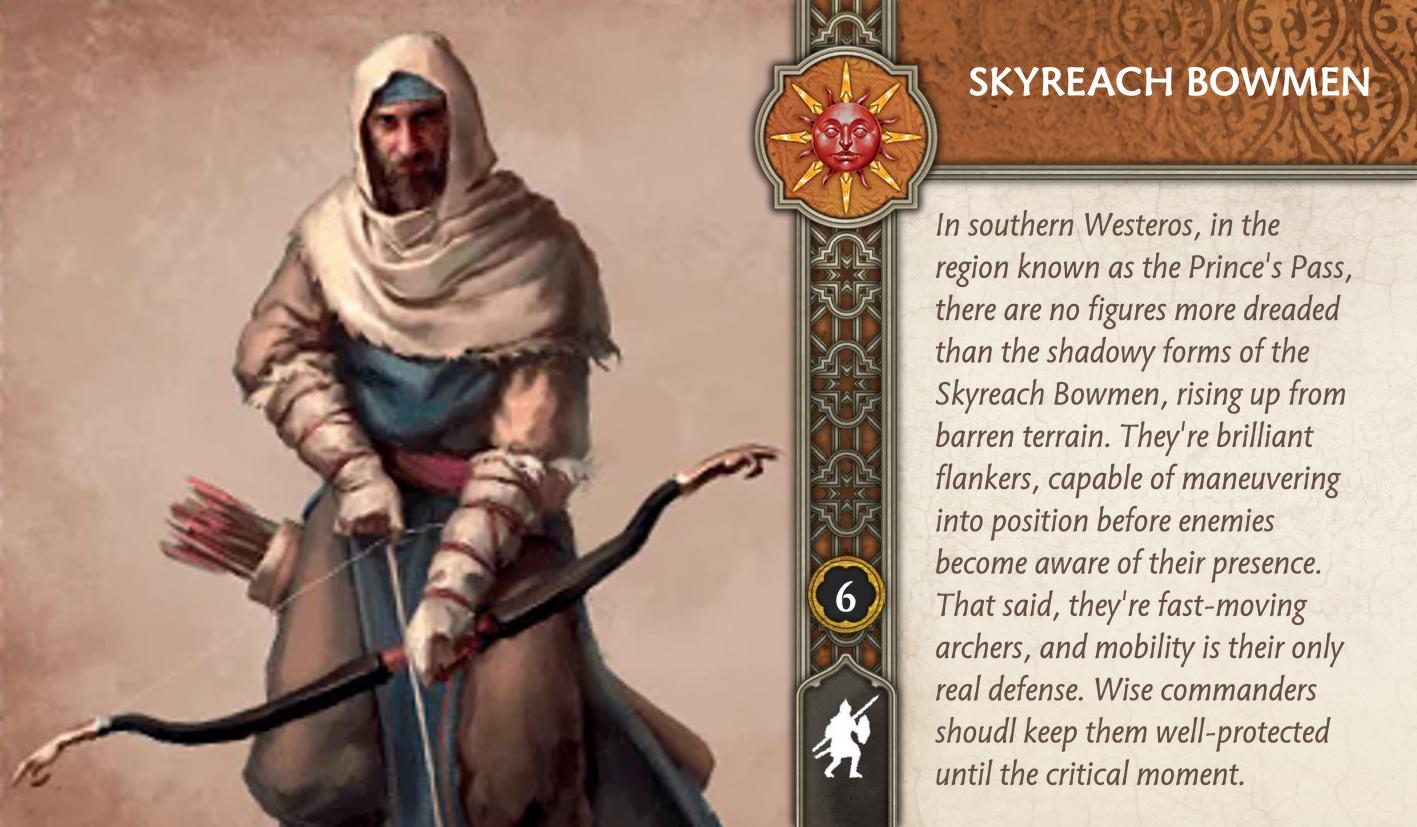 SKYREACH BOWMEN
In southern Westeros, in the
region known as the Prince's Pass,
there are no figures more dreaded
than the shadowy forms of the
Skyreach Bowmen, rising up from
barren terrain. They're brilliant
flankers, capable of maneuvering
into position before enemies
become aware of their presence.
That said, they're fast-moving
archers, and mobility is their only
real defense. Wise commanders
shoudl keep them well-protected
until the critical moment.
6